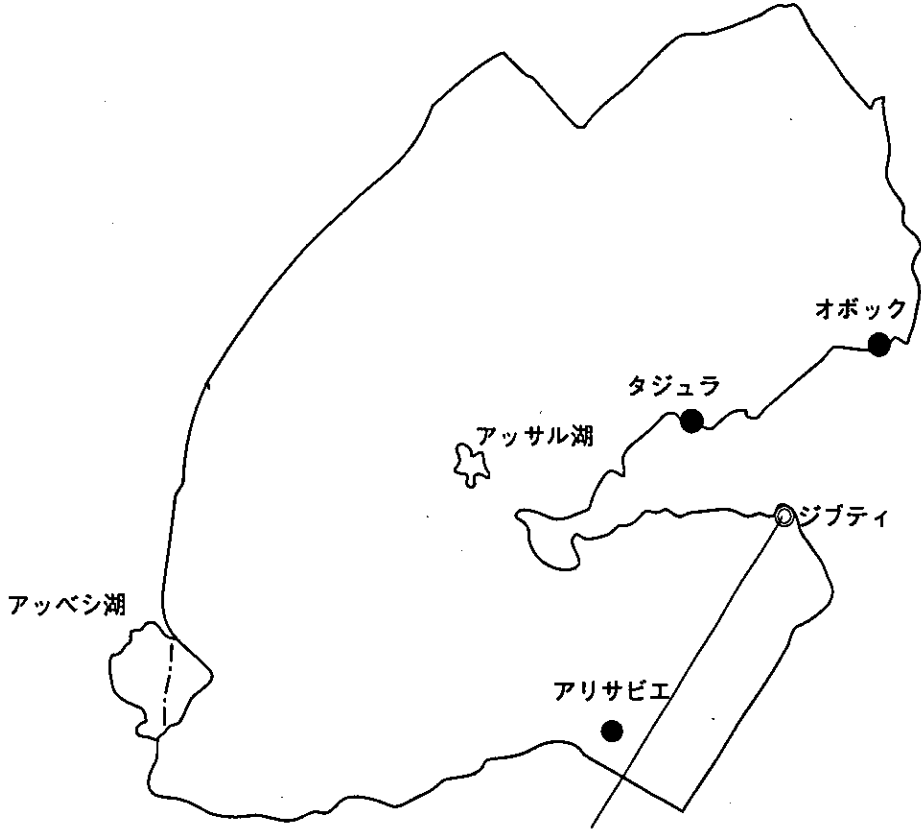 オボック
タジュラ
アッサル湖
ジブティ
アッベシ湖
アリサビエ